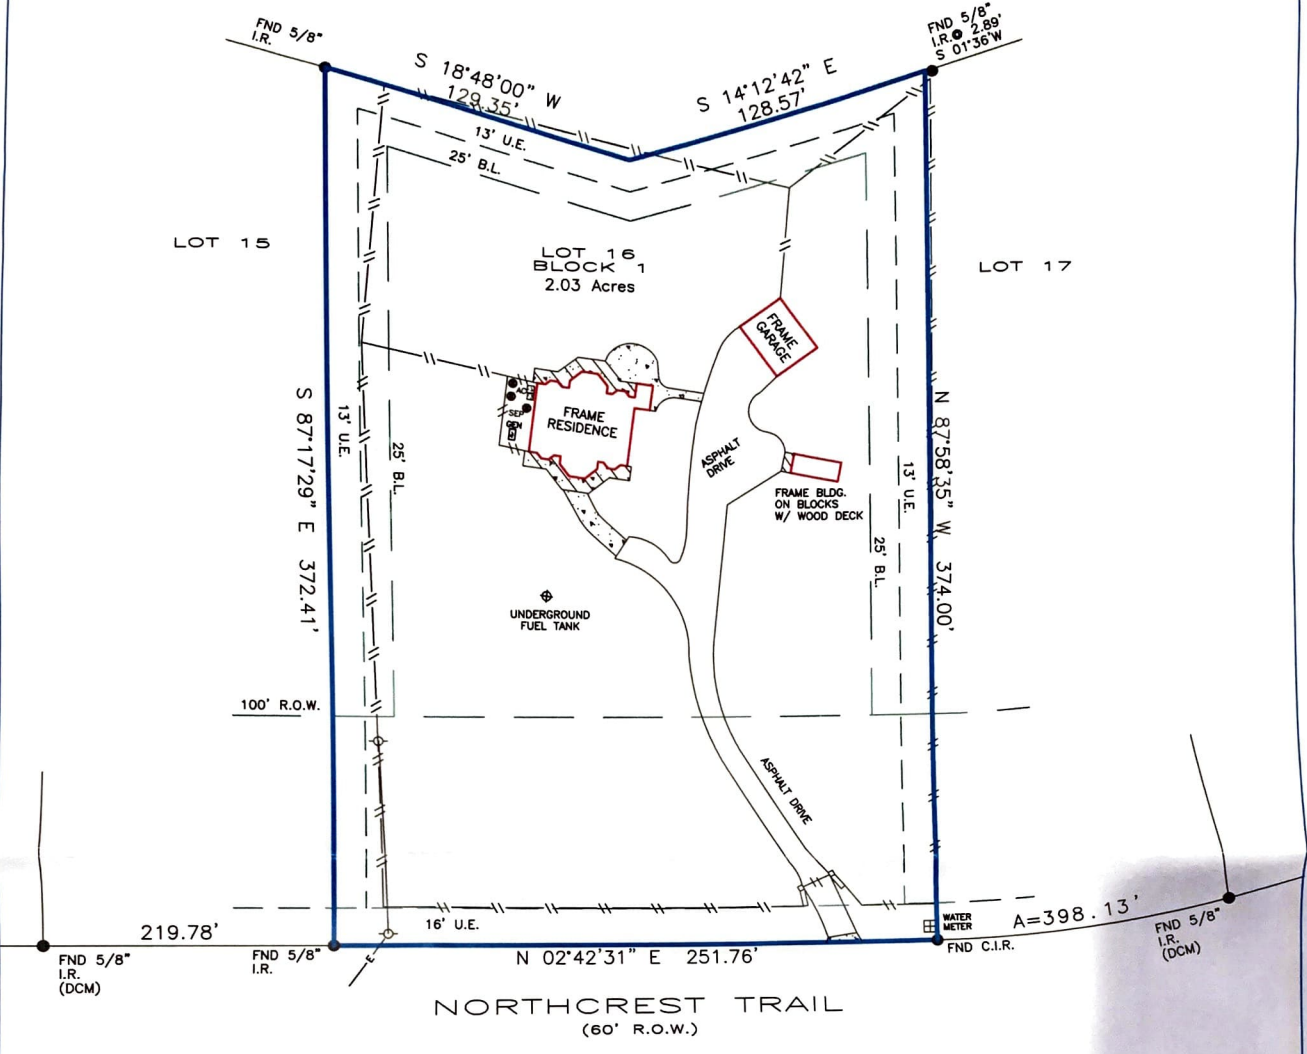 FND 5/8"
I.R.
S 18°48'00" W
129.35'
S 14°12'42" E
128.57'
FND 5/8"
I.R.@ 2.89'
S 01°36'W
13' U.E.
25' B.L.
LOT 15
LOT 16
BLOCK 1
2.03 Acres
LOT 17
FRAME
GARAGE
FRAME
RESIDENCE
AC
SEP
GEN
S 87°17'29" E 372.41'
13' U.E.
25' B.L.
ASPHALT
DRIVE
FRAME BLDG.
ON BLOCKS
W/ WOOD DECK
13' U.E.
25' B.L.
N 87°58'35" W 374.00'
UNDERGROUND
FUEL TANK
100' R.O.W.
ASPHALT DRIVE
16' U.E.
WATER
METER
A=398.13'
219.78'
FND 5/8"
I.R.
(DCM)
FND 5/8"
I.R.
E
N 02°42'31" E 251.76'
FND C.I.R.
FND 5/8"
I.R.
(DCM)
NORTHCREST TRAIL
(60' R.O.W.)